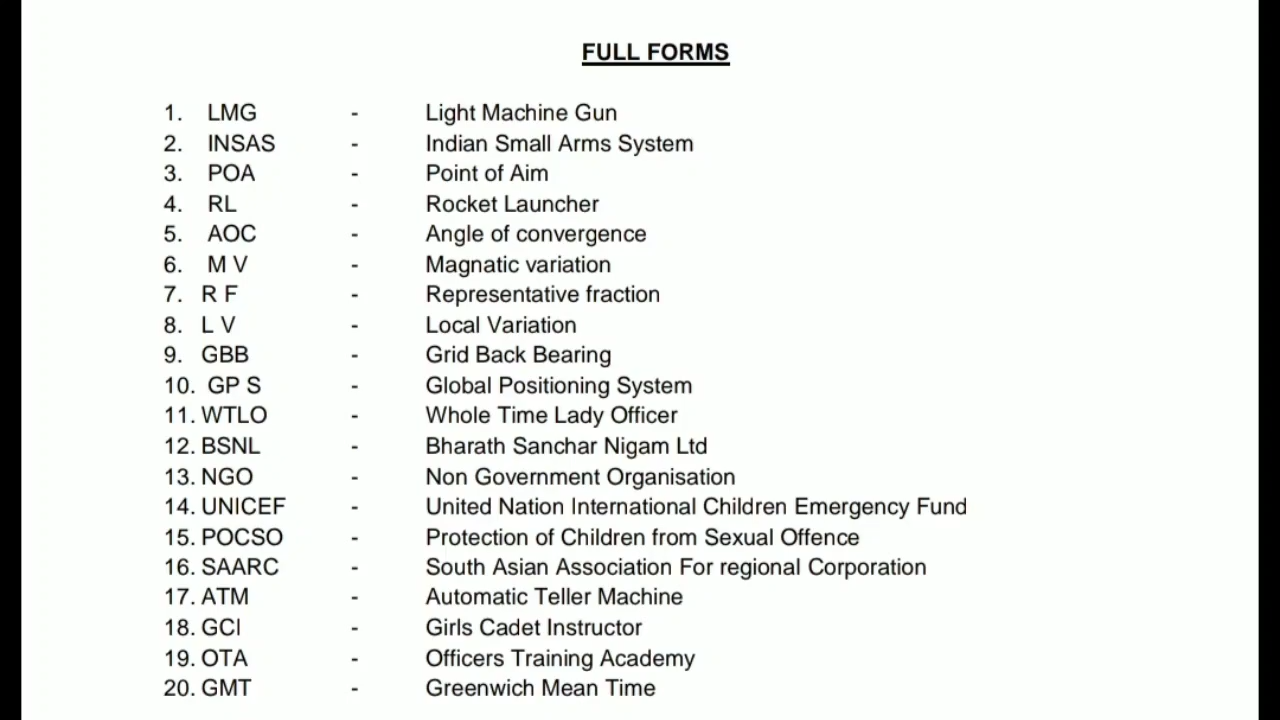 FULL FORMS
1. LMG - Light Machine Gun
2. INSAS - Indian Small Arms System
3. POA - Point of Aim
4. RL - Rocket Launcher
5. AOC - Angle of convergence
6. M V - Magnatic variation
7. R F - Representative fraction
8. L V - Local Variation
9. GBB - Grid Back Bearing
10. GP S - Global Positioning System
11. WTLO - Whole Time Lady Officer
12. BSNL - Bharath Sanchar Nigam Ltd
13. NGO - Non Government Organisation
14. UNICEF - United Nation International Children Emergency Fund
15. POCSO - Protection of Children from Sexual Offence
16. SAARC - South Asian Association For regional Corporation
17. ATM - Automatic Teller Machine
18. GCI - Girls Cadet Instructor
19. OTA - Officers Training Academy
20. GMT - Greenwich Mean Time